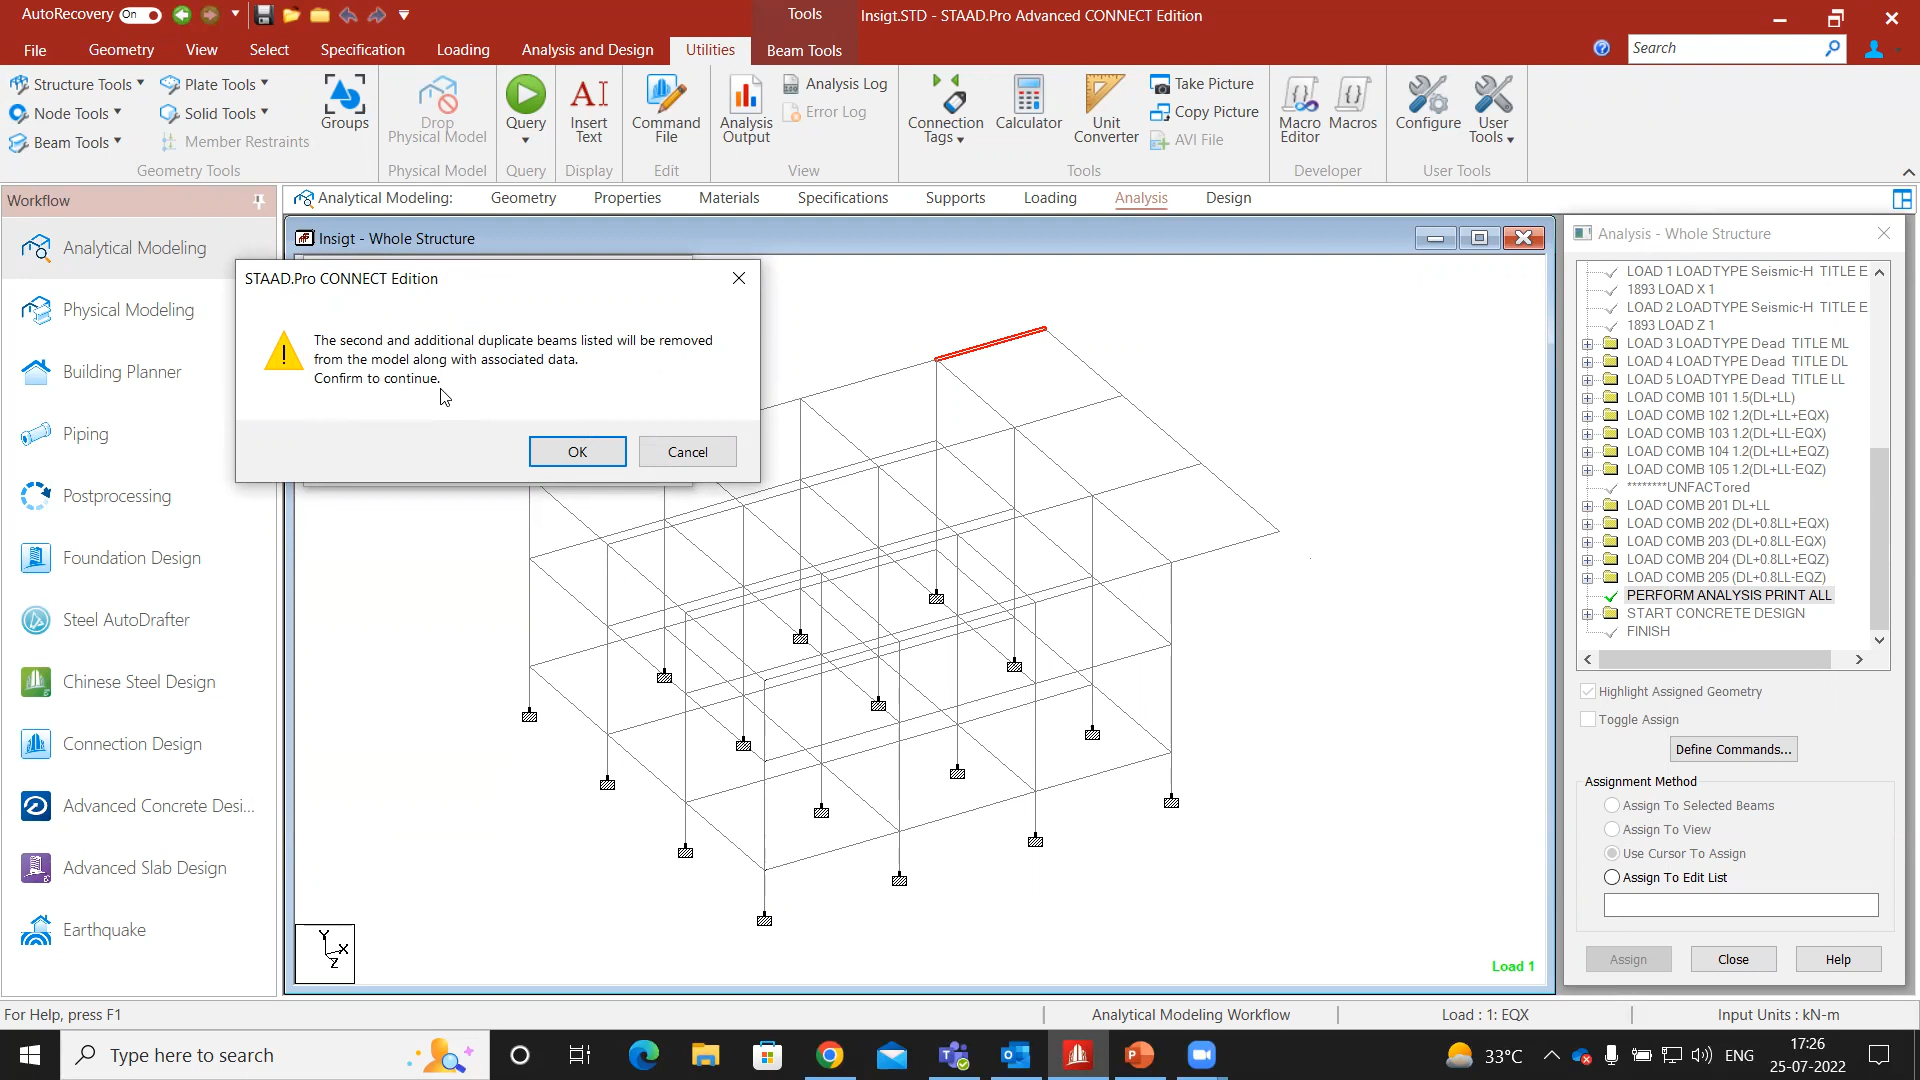 AutoRecovery On
Tools
Insigt.STD - STAAD.Pro Advanced CONNECT Edition
File Geometry View Select Specification Loading Analysis and Design Utilities Beam Tools
Search
Structure Tools Plate Tools
Node Tools Solid Tools
Beam Tools Member Restraints
Groups
Geometry Tools
Drop
Physical Model
Physical Model
Query
Query
Insert
Text
Display
Command
File
Edit
Analysis
Output
Analysis Log
Error Log
View
Connection
Tags
Calculator
Unit
Converter
Take Picture
Copy Picture
AVI File
Tools
Macro
Editor
Macros
Developer
Configure
User
Tools
User Tools
Workflow
Analytical Modeling
Physical Modeling
Building Planner
Piping
Postprocessing
Foundation Design
Steel AutoDrafter
Chinese Steel Design
Connection Design
Advanced Concrete Desi...
Advanced Slab Design
Earthquake
Analytical Modeling: Geometry Properties Materials Specifications Supports Loading Analysis Design
Insigt - Whole Structure
STAAD.Pro CONNECT Edition
The second and additional duplicate beams listed will be removed
from the model along with associated data.
Confirm to continue.
OK Cancel
Y
X
Z
Load 1
Analysis - Whole Structure
LOAD 1 LOADTYPE Seismic-H TITLE E
1893 LOAD X 1
LOAD 2 LOADTYPE Seismic-H TITLE E
1893 LOAD Z 1
LOAD 3 LOADTYPE Dead TITLE ML
LOAD 4 LOADTYPE Dead TITLE DL
LOAD 5 LOADTYPE Dead TITLE LL
LOAD COMB 101 1.5(DL+LL)
LOAD COMB 102 1.2(DL+LL+EQX)
LOAD COMB 103 1.2(DL+LL-EQX)
LOAD COMB 104 1.2(DL+LL+EQZ)
LOAD COMB 105 1.2(DL+LL-EQZ)
********UNFACTored
LOAD COMB 201 DL+LL
LOAD COMB 202 (DL+0.8LL+EQX)
LOAD COMB 203 (DL+0.8LL-EQX)
LOAD COMB 204 (DL+0.8LL+EQZ)
LOAD COMB 205 (DL+0.8LL-EQZ)
PERFORM ANALYSIS PRINT ALL
START CONCRETE DESIGN
FINISH
Highlight Assigned Geometry
Toggle Assign
Define Commands...
Assignment Method
Assign To Selected Beams
Assign To View
Use Cursor To Assign
Assign To Edit List
Assign Close Help
For Help, press F1
Analytical Modeling Workflow
Load : 1: EQX
Input Units : kN-m
Type here to search
33°C
ENG
17:26
25-07-2022